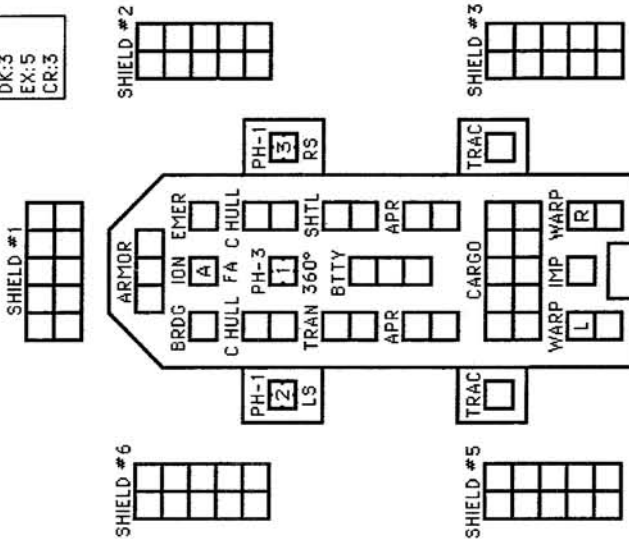 DK:3
EX:5
CR:3
SHIELD #1
SHIELD #2
SHIELD #6
ARMOR
BRDG ION EMER
A
PH-1 C HULL FA C HULL PH-1
2 PH-3 3
LS 1 RS
TRAN 360° SHTL
BTTY
APR APR
SHIELD #5 TRAC CARGO TRAC SHIELD #3
WARP IMP WARP
L R